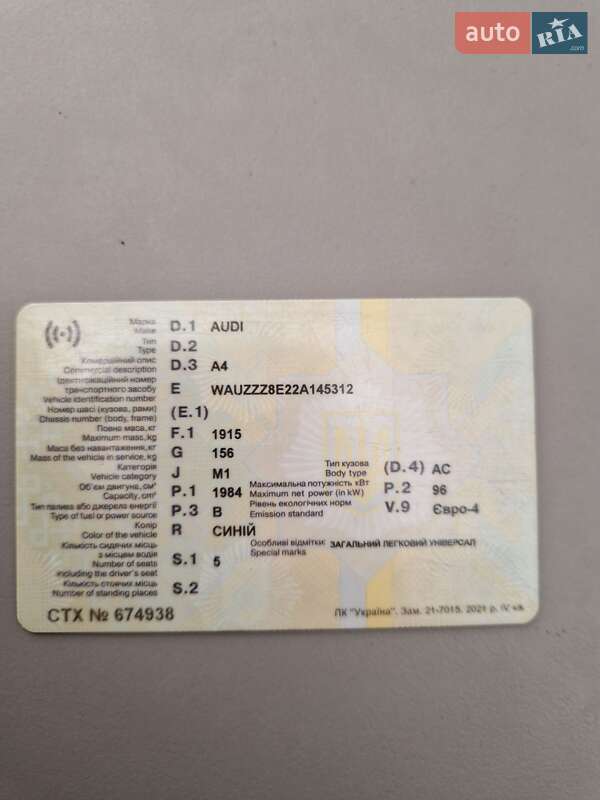 auto RIA .com
Марка
Make D.1 AUDI
Тип
Type D.2
Комерційний опис
Commercial description D.3 A4
Ідентифікаційний номер
транспортного засобу E WAUZZZ8E22A145312
Vehicle identification number
Номер шасі (кузова, рами) (E.1)
Chassis number (body, frame)
Повна маса,кг F.1 1915
Maximum mass,kg
Маса без навантаження,кг G 156
Mass of the vehicle in service,kg
Категорія Тип кузова
Vehicle category J M1 Body type (D.4) AC
Об'єм двигуна,см³ Максимальна потужність кВт
Capacity, cm³ P.1 1984 Maximum net power (in kW) P.2 96
Тип палива або джерела енергії Рівень екологічних норм
Type of fuel or power source P.3 B Emission standard V.9 Євро-4
Колір R СИНІЙ
Color of the vehicle Особливі відмітки: ЗАГАЛЬНИЙ ЛЕГКОВИЙ УНІВЕРСАЛ
Кількість сидячих місць Special marks
з місцем водія
Number of seats S.1 5
including the driver's seat
Кількість стоячих місць
Number of standing places S.2
СТХ № 674938
ПК "Україна". Зам. 21-7015. 2021 р. IV кв.